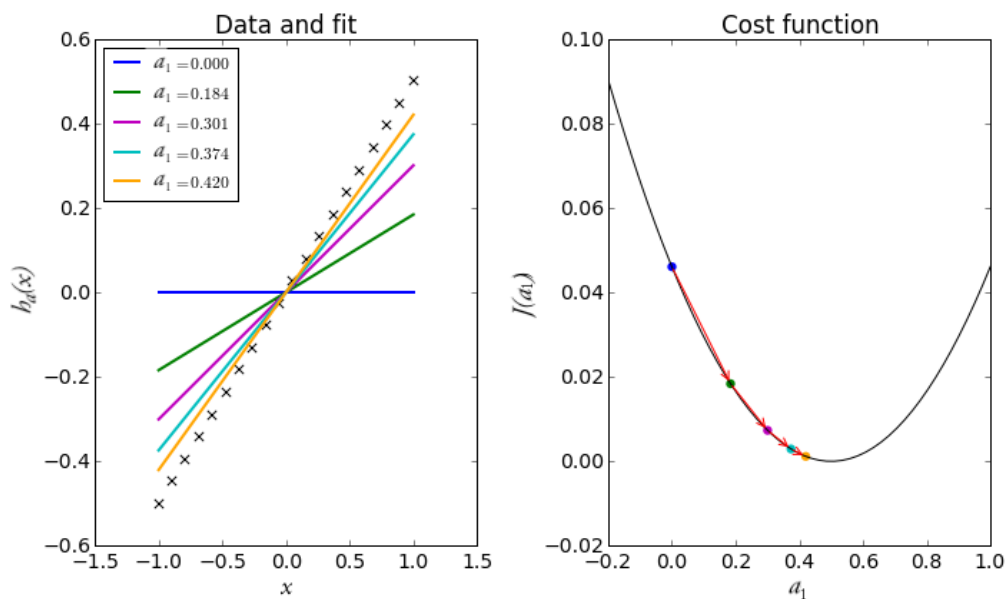 Data and fit
0.6
0.4
0.2
0.0
−0.2
−0.4
−0.6
−1.5 −1.0 −0.5 0.0 0.5 1.0 1.5
x
h_a(x)
a₁ = 0.000
a₁ = 0.184
a₁ = 0.301
a₁ = 0.374
a₁ = 0.420
Cost function
0.10
0.08
0.06
0.04
0.02
0.00
−0.02
−0.2 0.0 0.2 0.4 0.6 0.8 1.0
a₁
J(a₁)